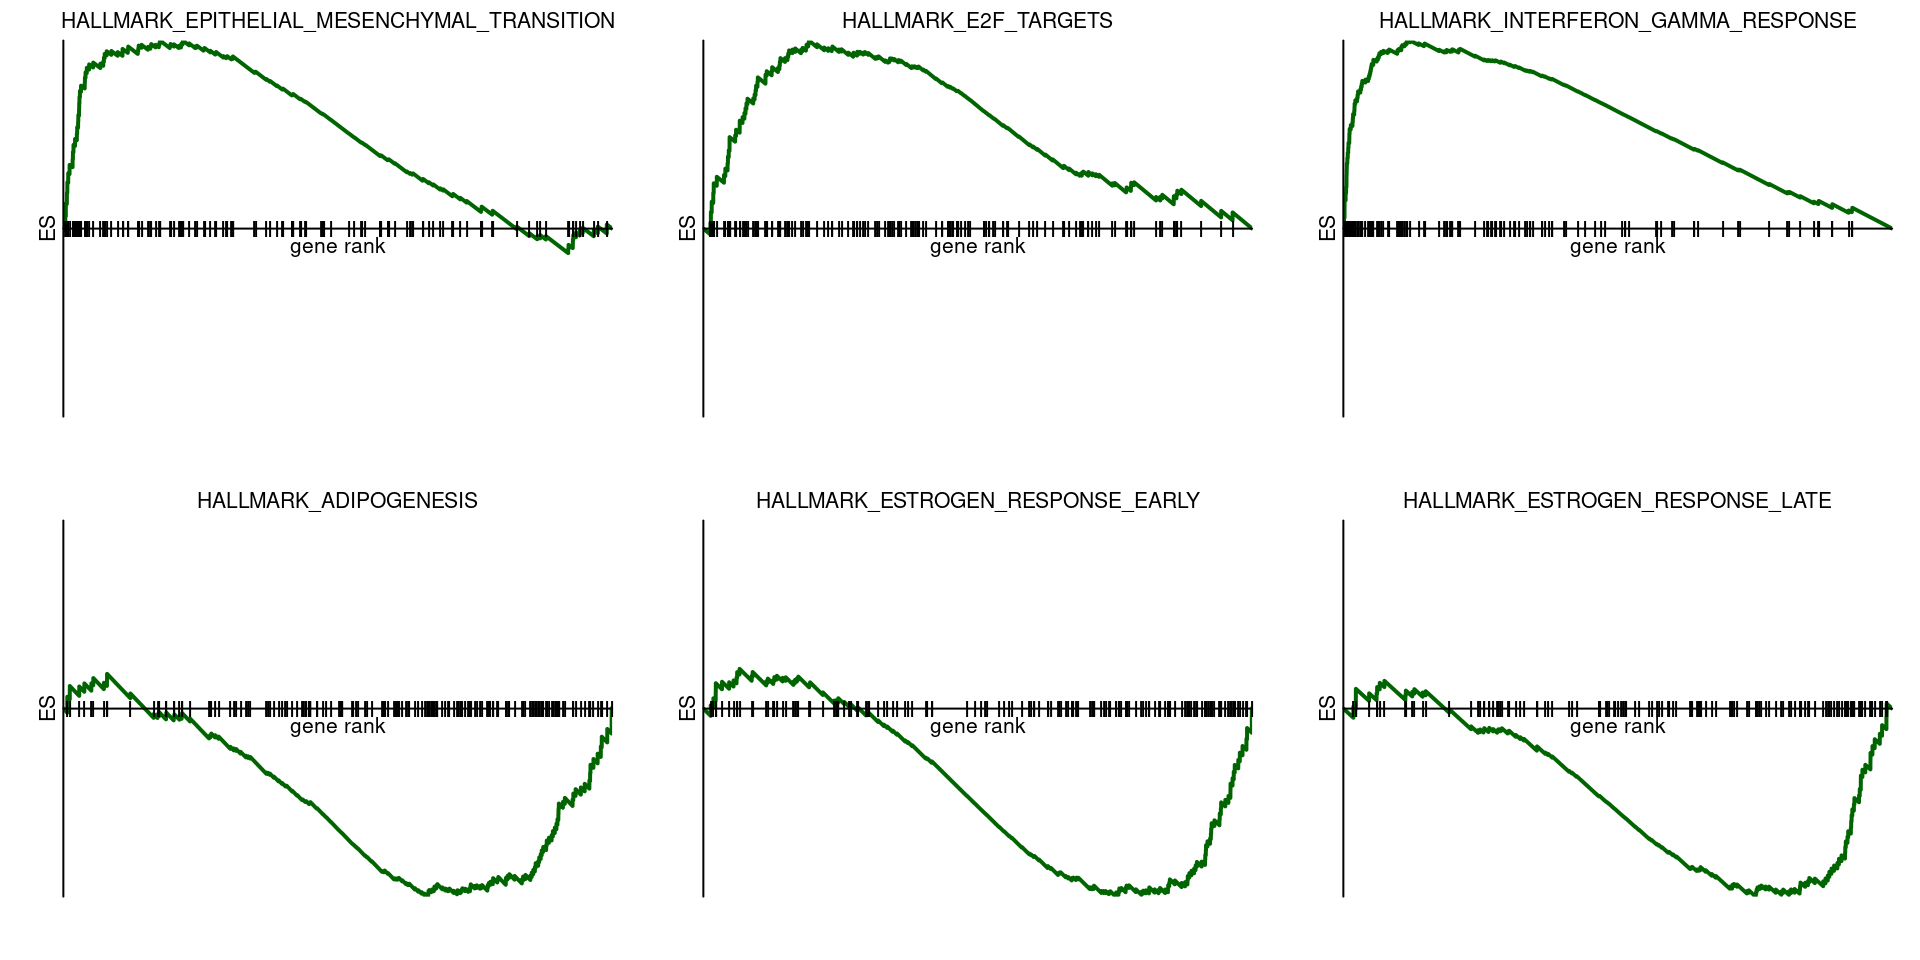 HALLMARK_EPITHELIAL_MESENCHYMAL_TRANSITION
ES
gene rank
HALLMARK_E2F_TARGETS
ES
gene rank
HALLMARK_INTERFERON_GAMMA_RESPONSE
ES
gene rank
HALLMARK_ADIPOGENESIS
ES
gene rank
HALLMARK_ESTROGEN_RESPONSE_EARLY
ES
gene rank
HALLMARK_ESTROGEN_RESPONSE_LATE
ES
gene rank